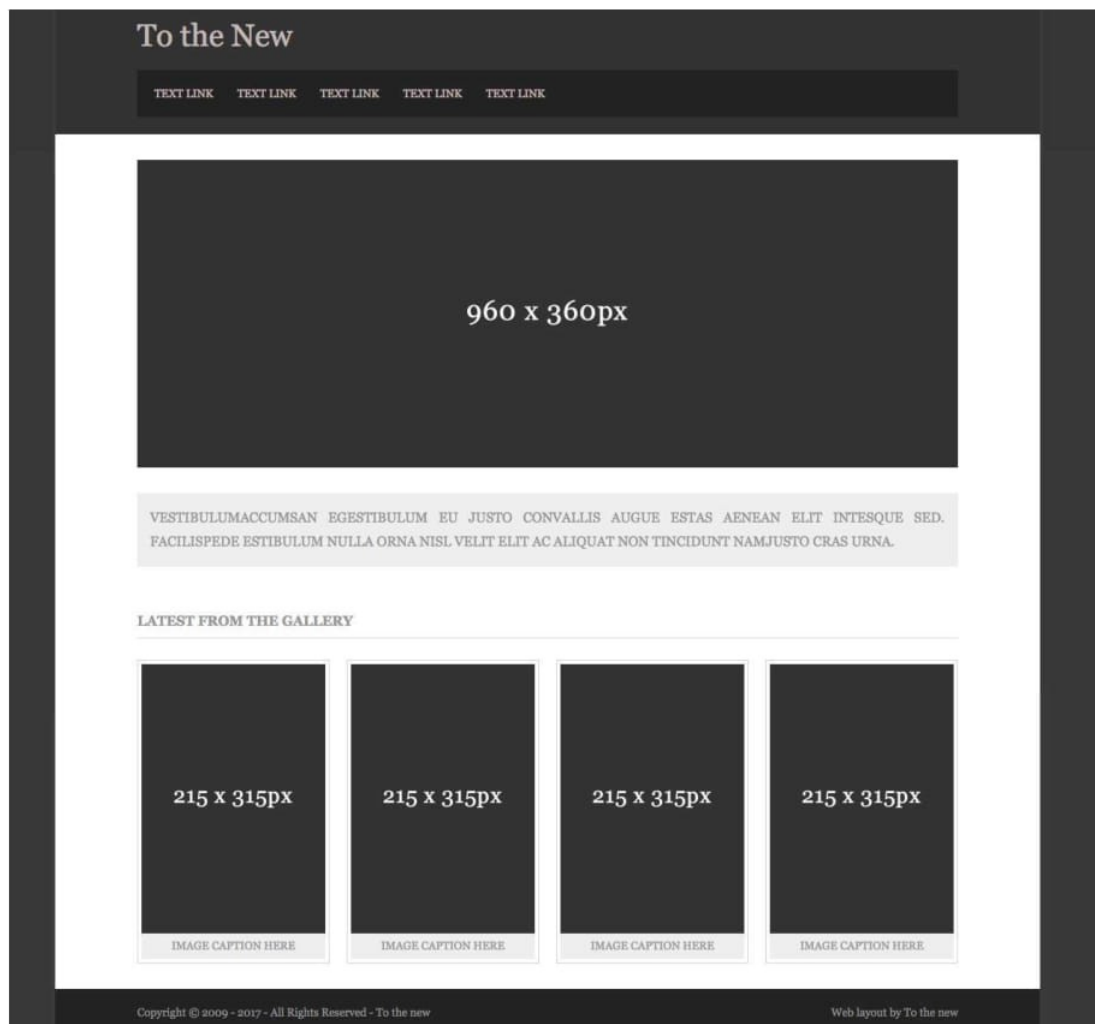 To the New
TEXT LINK TEXT LINK TEXT LINK TEXT LINK TEXT LINK
960 x 360px
VESTIBULUMACCUMSAN EGESTIBULUM EU JUSTO CONVALLIS AUGUE ESTAS AENEAN ELIT INTESQUE SED.
FACILISPEDE ESTIBULUM NULLA ORNA NISL VELIT ELIT AC ALIQUAT NON TINCIDUNT NAMJUSTO CRAS URNA.
LATEST FROM THE GALLERY
215 x 315px 215 x 315px 215 x 315px 215 x 315px
IMAGE CAPTION HERE IMAGE CAPTION HERE IMAGE CAPTION HERE IMAGE CAPTION HERE
Copyright © 2009 - 2017 - All Rights Reserved - To the new Web layout by To the new